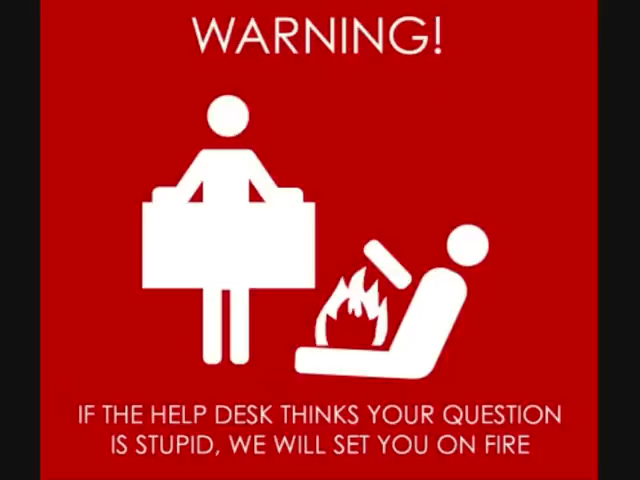 WARNING!
IF THE HELP DESK THINKS YOUR QUESTION
IS STUPID, WE WILL SET YOU ON FIRE